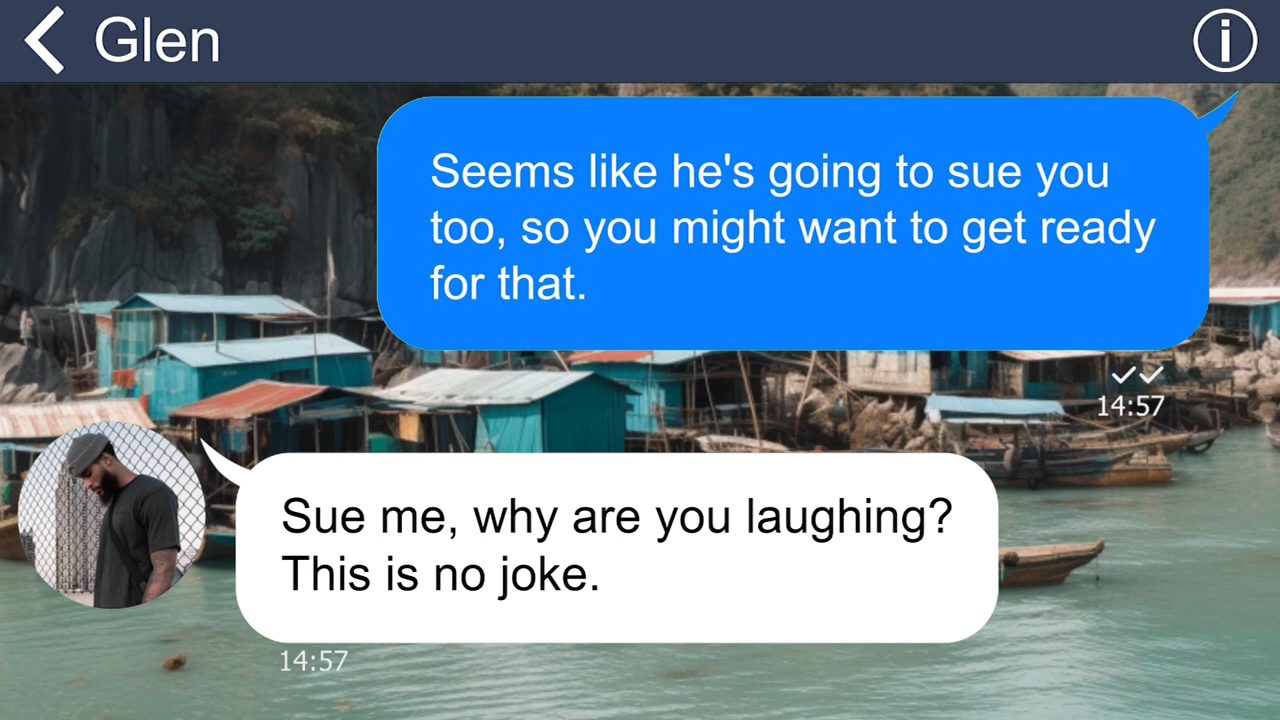 Glen
Seems like he's going to sue you
too, so you might want to get ready
for that.
14:57
Sue me, why are you laughing?
This is no joke.
14:57